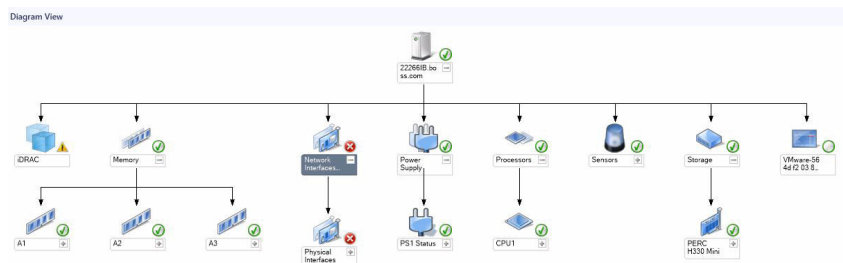 Diagram View
22266IB.bo
ss.com
iDRAC
Memory
Network
Interfaces...
Power
Supply
Processors
Sensors
Storage
VMware-56
4d f2 03 8...
A1
A2
A3
Physical
Interfaces
PS1 Status
CPU1
PERC
H330 Mini